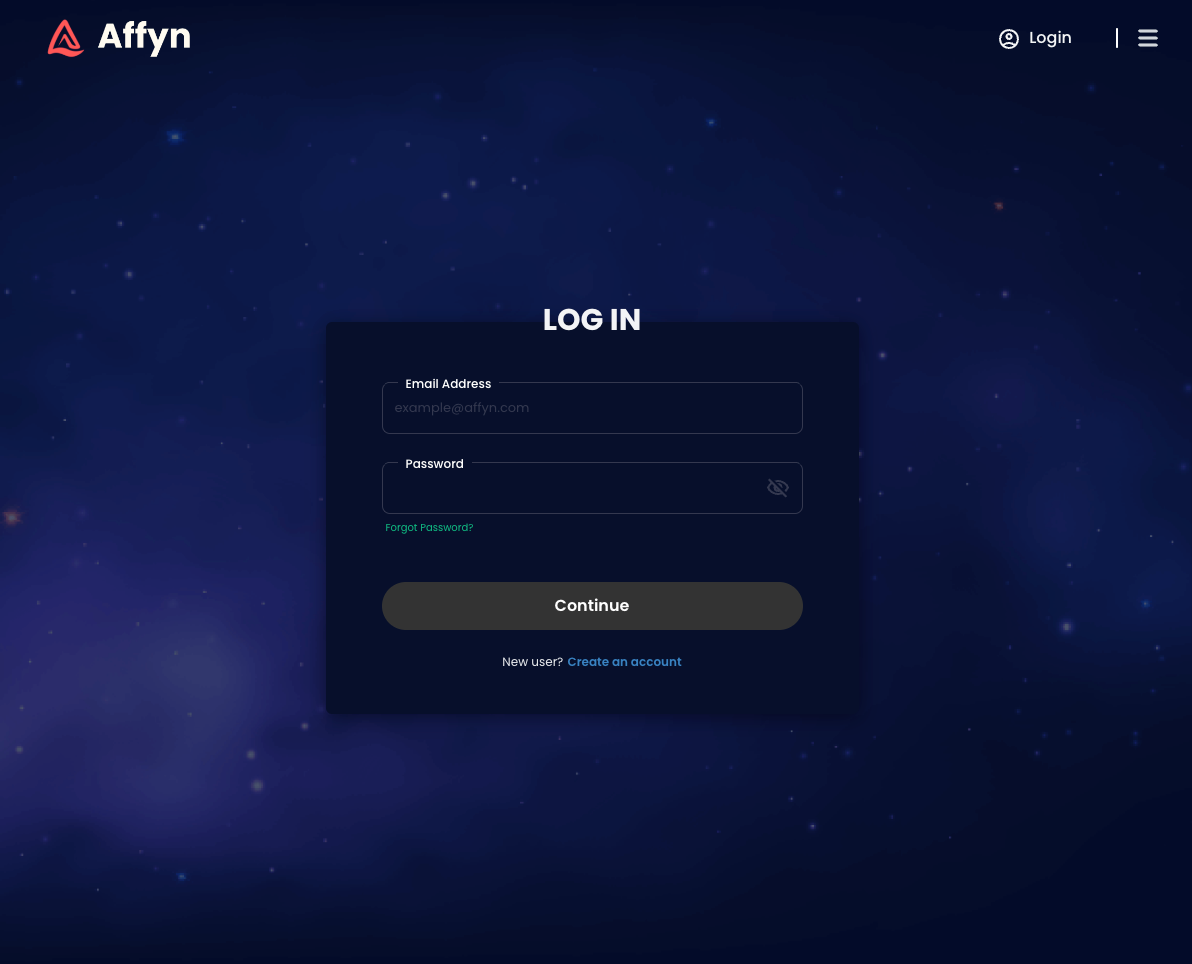 Affyn
Login
LOG IN
Email Address
example@affyn.com
Password
Forgot Password?
Continue
New user? Create an account